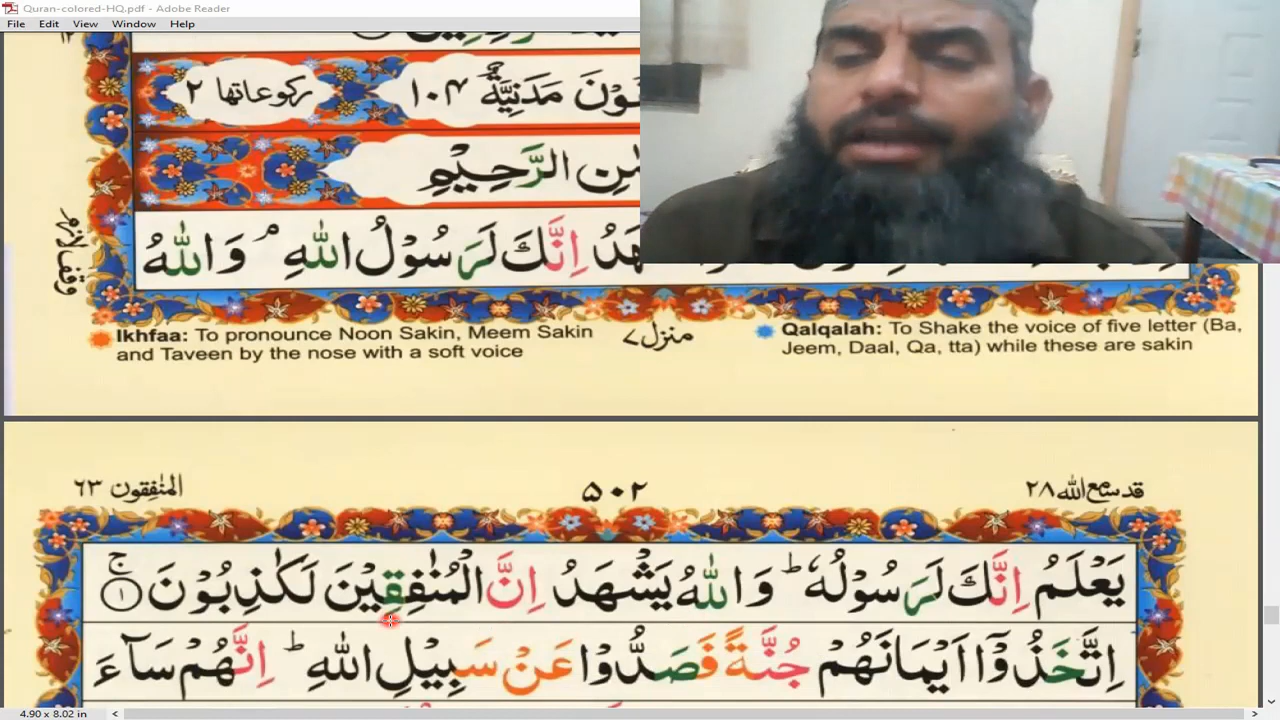 Quran-colored-HQ.pdf - Adobe Reader
File Edit View Window Help
رکوعاتها ٢
مَدَنِيَّةٌ ١٠٤
الرَّحِيْمِ
اِنَّكَ لَرَسُوْلُ اللّٰهِ ۘ وَاللّٰهُ
وقف لازم
Ikhfaa: To pronounce Noon Sakin, Meem Sakin
and Taveen by the nose with a soft voice
منزل ٧
Qalqalah: To Shake the voice of five letter (Ba,
Jeem, Daal, Qa, tta) while these are sakin
قد سمع الله ٢٨
٥٠٢
المنٰفقون ٦٣
يَعْلَمُ اِنَّكَ لَرَسُوْلُهٗ ؕ وَاللّٰهُ يَشْهَدُ اِنَّ الْمُنٰفِقِيْنَ لَكٰذِبُوْنَ ۚ ١
اِتَّخَذُوْۤا اَيْمَانَهُمْ جُنَّةً فَصَدُّوْا عَنْ سَبِيْلِ اللّٰهِ ؕ اِنَّهُمْ سَآءَ
4.90 x 8.02 in